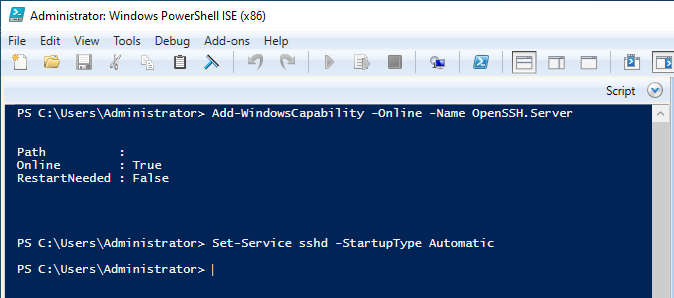 Administrator: Windows PowerShell ISE (x86)
File Edit View Tools Debug Add-ons Help
Script
PS C:\Users\Administrator> Add-WindowsCapability -Online -Name OpenSSH.Server
Path          :
Online        : True
RestartNeeded : False
PS C:\Users\Administrator> Set-Service sshd -StartupType Automatic
PS C:\Users\Administrator>